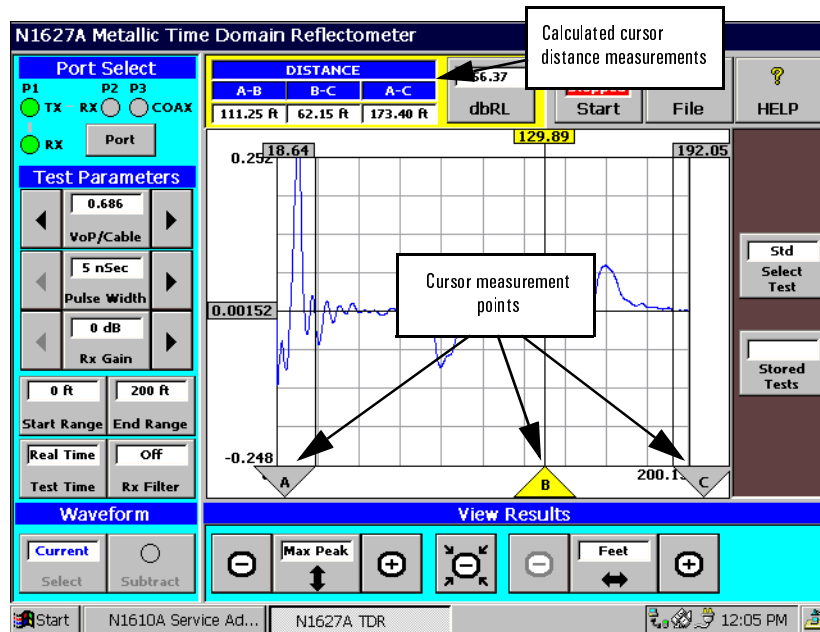 N1627A Metallic Time Domain Reflectometer
Calculated cursor
distance measurements
Port Select
P1 P2 P3
TX RX COAX
RX Port
DISTANCE
A-B B-C A-C
111.25 ft 62.15 ft 173.40 ft
dbRL
Start
File
?
HELP
Test Parameters
0.686
VoP/Cable
5 nSec
Pulse Width
0 dB
Rx Gain
0 ft
Start Range
200 ft
End Range
Real Time
Test Time
Off
Rx Filter
18.64
129.89
192.05
0.252
0.00152
-0.248
Cursor measurement
points
A
B
C
Std
Select
Test
Stored
Tests
Waveform
Current
Select
Subtract
View Results
Max Peak
Feet
Start
N1610A Service Ad...
N1627A TDR
12:05 PM